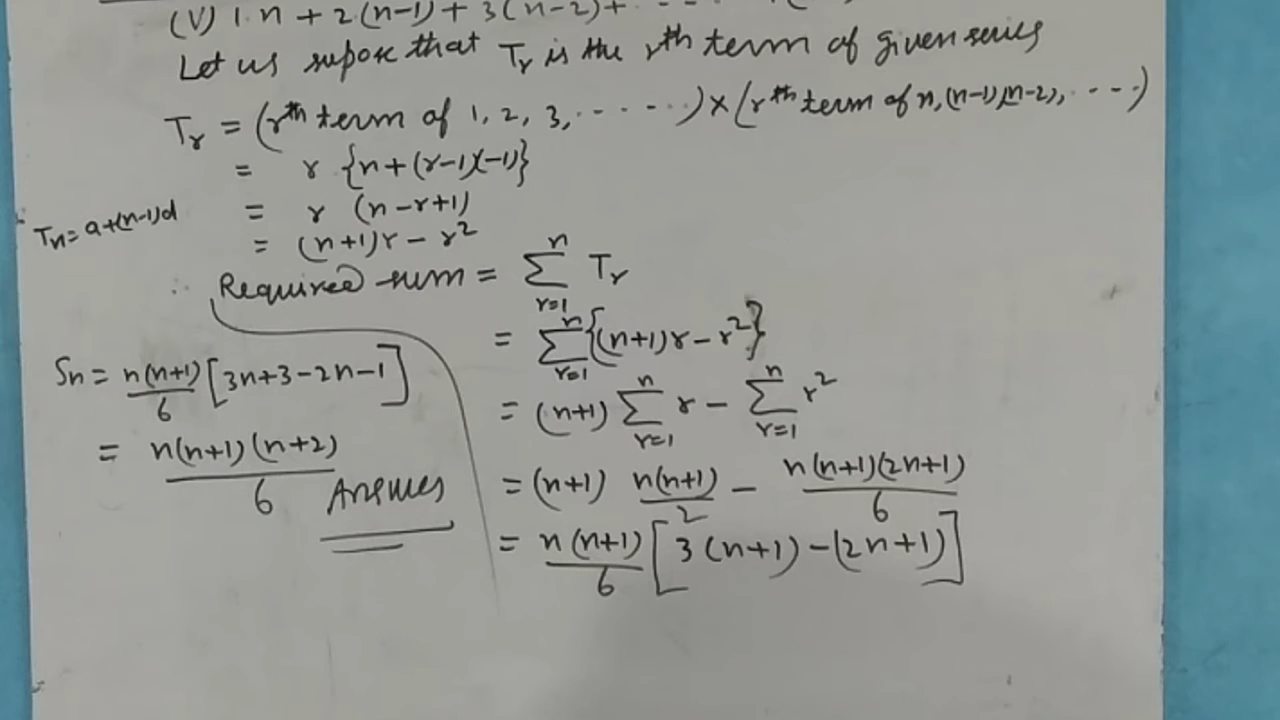 (V) 1. n + 2(n-1) + 3(n-2) + - - -
Let us supose that Tr is the rth term of given series
Tr = (rth term of 1, 2, 3, ------) × (rth term of n, (n-1), (n-2), ---)
= r {n+(r-1)(-1)}
Tn = a+(n-1)d
= r (n-r+1)
= (n+1)r - r²
∴ Required sum = ∑_{r=1}^{n} Tr
= ∑_{r=1}^{n} {(n+1)r - r²}
= (n+1) ∑_{r=1}^{n} r - ∑_{r=1}^{n} r²
= (n+1) n(n+1)/2 - n(n+1)(2n+1)/6
= n(n+1)/6 [3(n+1) - (2n+1)]
Sn = n(n+1)/6 [3n+3-2n-1]
= n(n+1)(n+2)/6 Answer